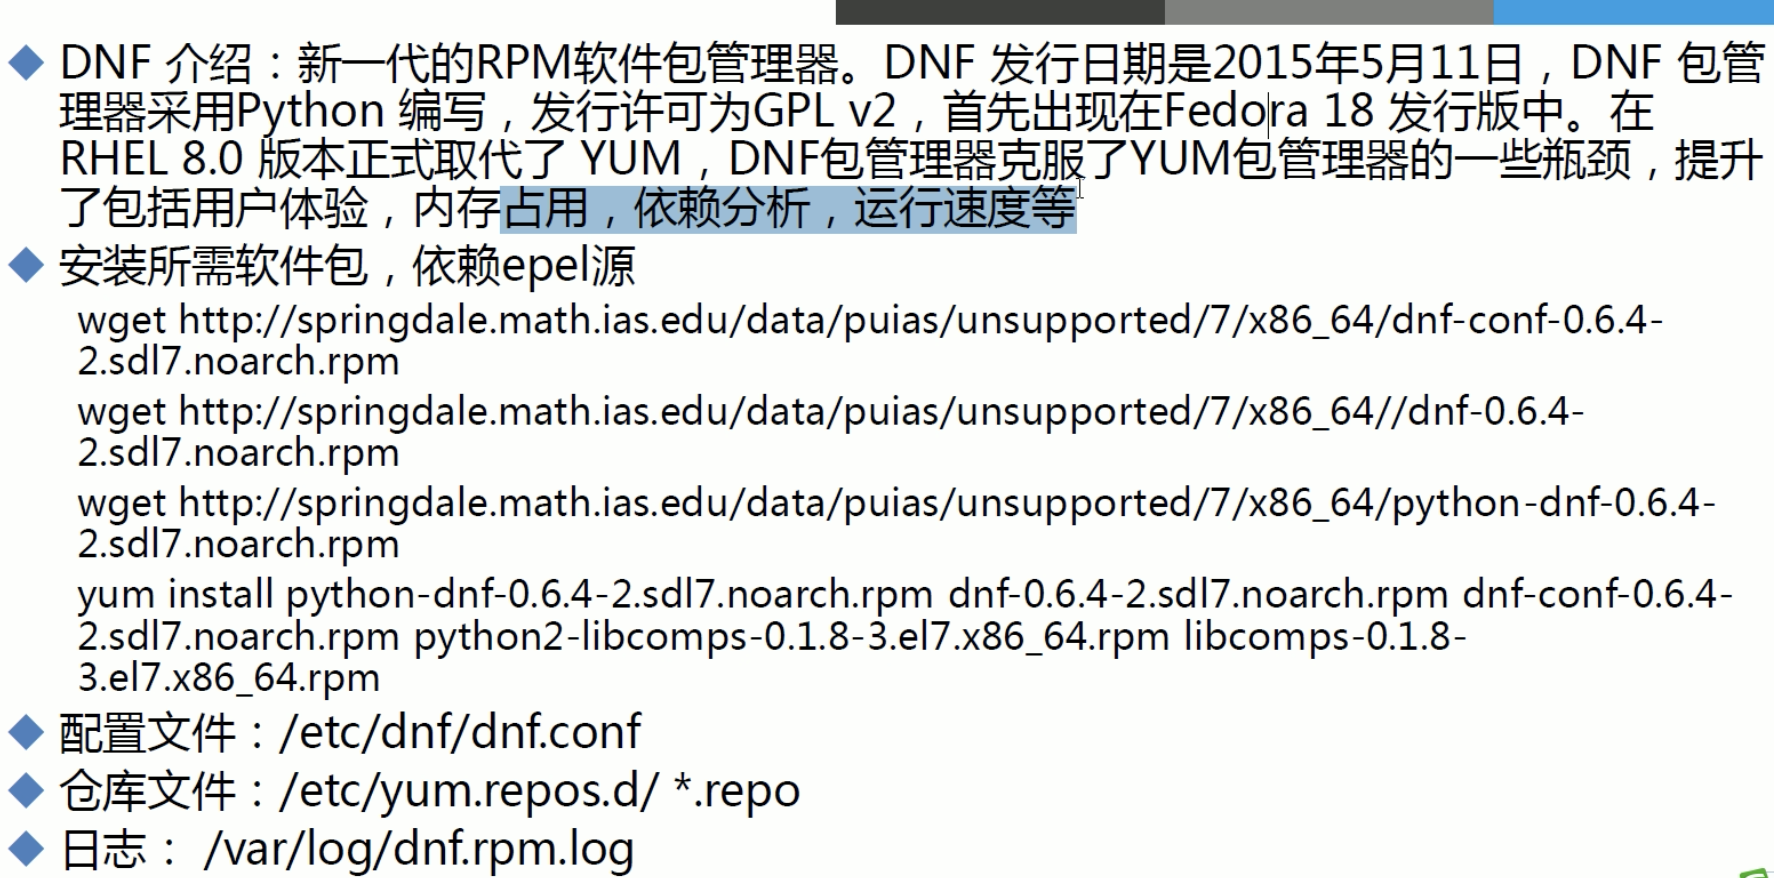 DNF 介绍：新一代的RPM软件包管理器。DNF 发行日期是2015年5月11日，DNF 包管
理器采用Python 编写，发行许可为GPL v2，首先出现在Fedora 18 发行版中。在
RHEL 8.0 版本正式取代了 YUM，DNF包管理器克服了YUM包管理器的一些瓶颈，提升
了包括用户体验，内存占用，依赖分析，运行速度等
安装所需软件包，依赖epel源
wget http://springdale.math.ias.edu/data/puias/unsupported/7/x86_64/dnf-conf-0.6.4-
2.sdl7.noarch.rpm
wget http://springdale.math.ias.edu/data/puias/unsupported/7/x86_64//dnf-0.6.4-
2.sdl7.noarch.rpm
wget http://springdale.math.ias.edu/data/puias/unsupported/7/x86_64/python-dnf-0.6.4-
2.sdl7.noarch.rpm
yum install python-dnf-0.6.4-2.sdl7.noarch.rpm dnf-0.6.4-2.sdl7.noarch.rpm dnf-conf-0.6.4-
2.sdl7.noarch.rpm python2-libcomps-0.1.8-3.el7.x86_64.rpm libcomps-0.1.8-
3.el7.x86_64.rpm
配置文件：/etc/dnf/dnf.conf
仓库文件：/etc/yum.repos.d/ *.repo
日志： /var/log/dnf.rpm.log